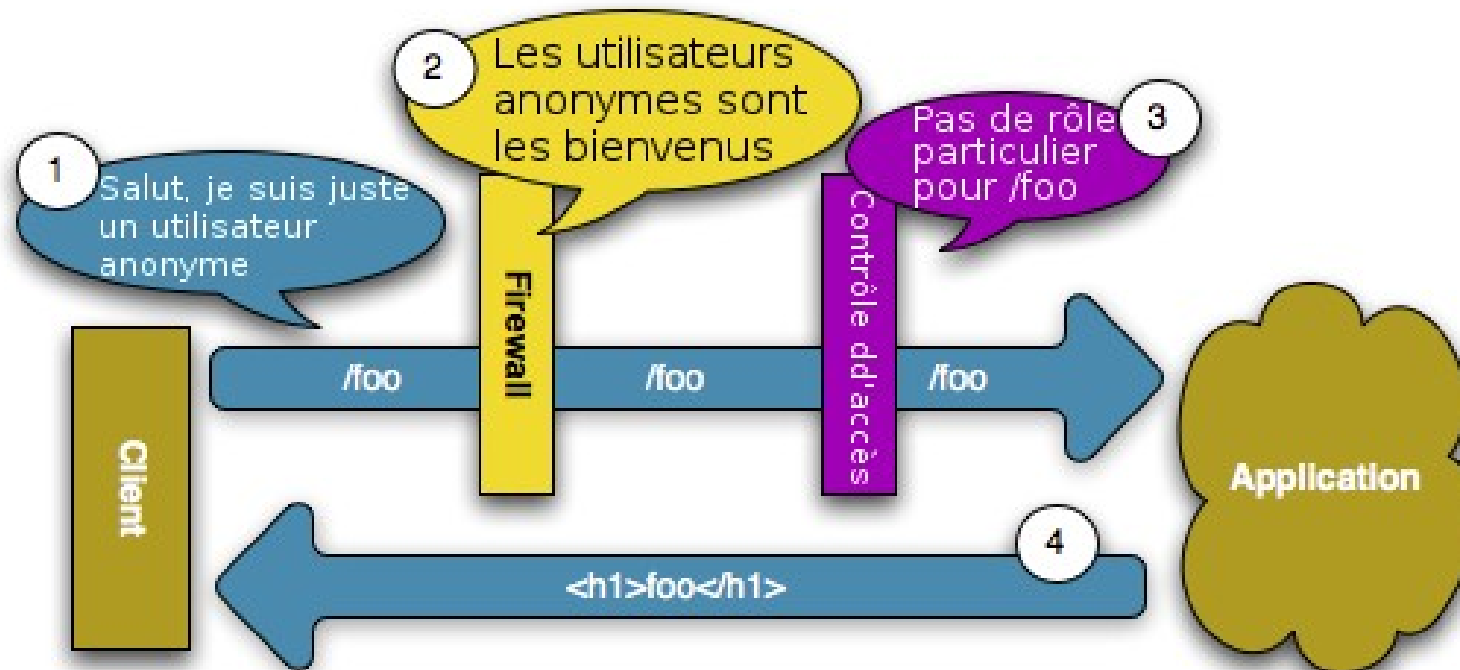 1
Salut, je suis juste
un utilisateur
anonyme
2
Les utilisateurs
anonymes sont
les bienvenus
3
Pas de rôle
particulier
pour /foo
Client
/foo
Firewall
/foo
Contrôle dd'accès
/foo
Application
4
<h1>foo</h1>